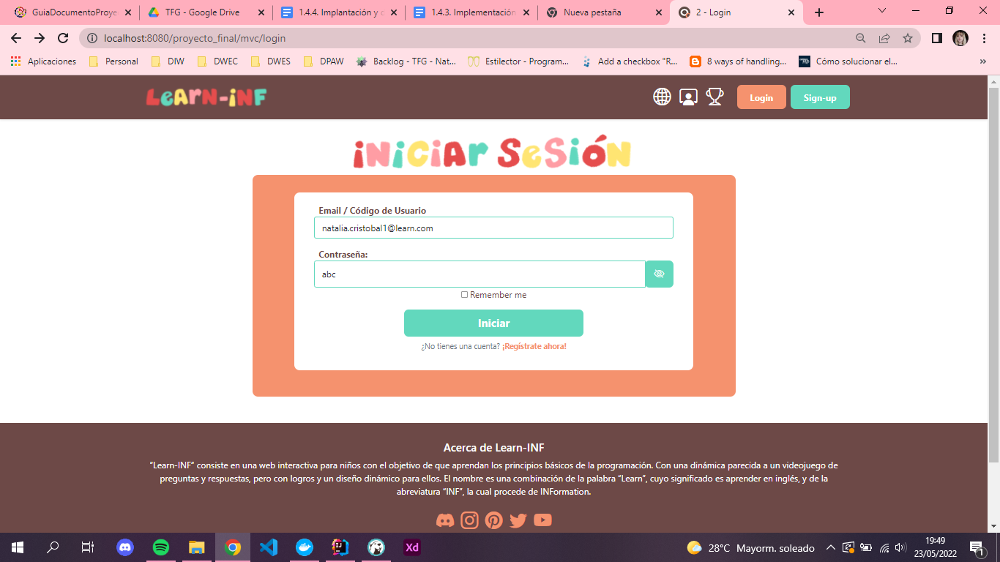 GuiaDocumentoProye
TFG - Google Drive
1.4.4. Implantación y c
1.4.3. Implementación
Nueva pestaña
2 - Login
localhost:8080/proyecto_final/mvc/login
Aplicaciones
Personal
DIW
DWEC
DWES
DPAW
Backlog - TFG - Nat...
Estilector - Program...
Add a checkbox "R...
8 ways of handling...
Cómo solucionar el...
»
LeARN-iNF
Login
Sign-up
iNiCiAr SeSiÓN
Email / Código de Usuario
natalia.cristobal1@learn.com
Contraseña:
abc
Remember me
Iniciar
¿No tienes una cuenta? ¡Regístrate ahora!
Acerca de Learn-INF
“Learn-INF” consiste en una web interactiva para niños con el objetivo de que aprendan los principios básicos de la programación. Con una dinámica parecida a un videojuego de
preguntas y respuestas, pero con logros y un diseño dinámico para ellos. El nombre es una combinación de la palabra “Learn”, cuyo significado es aprender en inglés, y de la
abreviatura “INF”, la cual procede de INFormation.
Xd
28°C Mayorm. soleado
19:49
23/05/2022
1